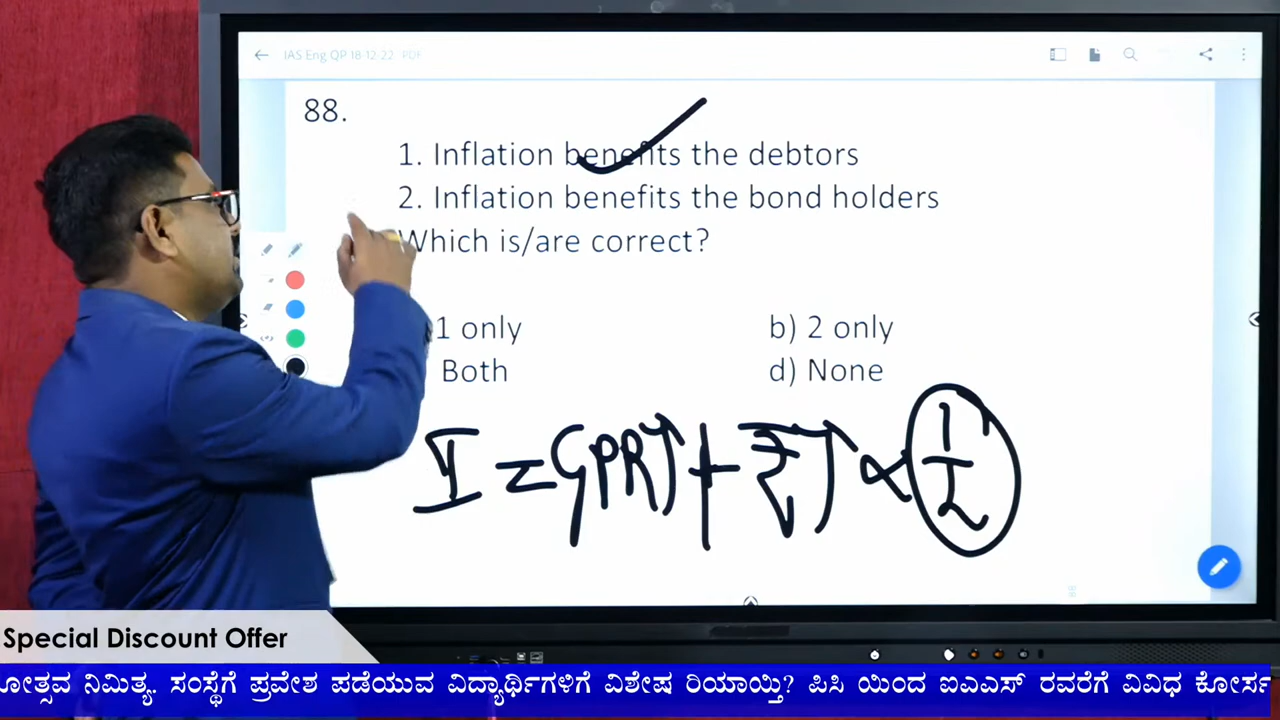 IAS Eng QP 18-12-22 PDF
88.
1. Inflation benefits the debtors
2. Inflation benefits the bond holders
Which is/are correct?
1 only
b) 2 only
Both
d) None
I = GPR↑ + ₹↓ ∝ 1/I
Special Discount Offer
ೋತ್ಸವ ನಿಮಿತ್ಯ. ಸಂಸ್ಥೆಗೆ ಪ್ರವೇಶ ಪಡೆಯುವ ವಿದ್ಯಾರ್ಥಿಗಳಿಗೆ ವಿಶೇಷ ರಿಯಾಯ್ತಿ? ಪಿಸಿ ಯಿಂದ ಐಎಎಸ್ ರವರೆಗೆ ವಿವಿಧ ಕೋರ್ಸ